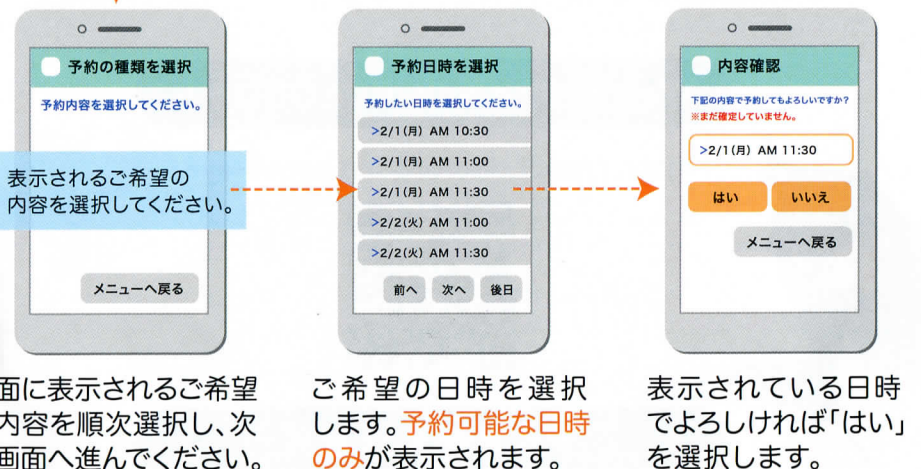 予約の種類を選択
予約内容を選択してください。
表示されるご希望の
内容を選択してください。
メニューへ戻る
面に表示されるご希望
内容を順次選択し、次
画面へ進んでください。
予約日時を選択
予約したい日時を選択してください。
>2/1(月) AM 10:30
>2/1(月) AM 11:00
>2/1(月) AM 11:30
>2/2(火) AM 11:00
>2/2(火) AM 11:30
前へ 次へ 後日
ご希望の日時を選択
します。予約可能な日時
のみが表示されます。
内容確認
下記の内容で予約してもよろしいですか?
※まだ確定していません。
>2/1(月) AM 11:30
はい いいえ
メニューへ戻る
表示されている日時
でよろしければ「はい」
を選択します。